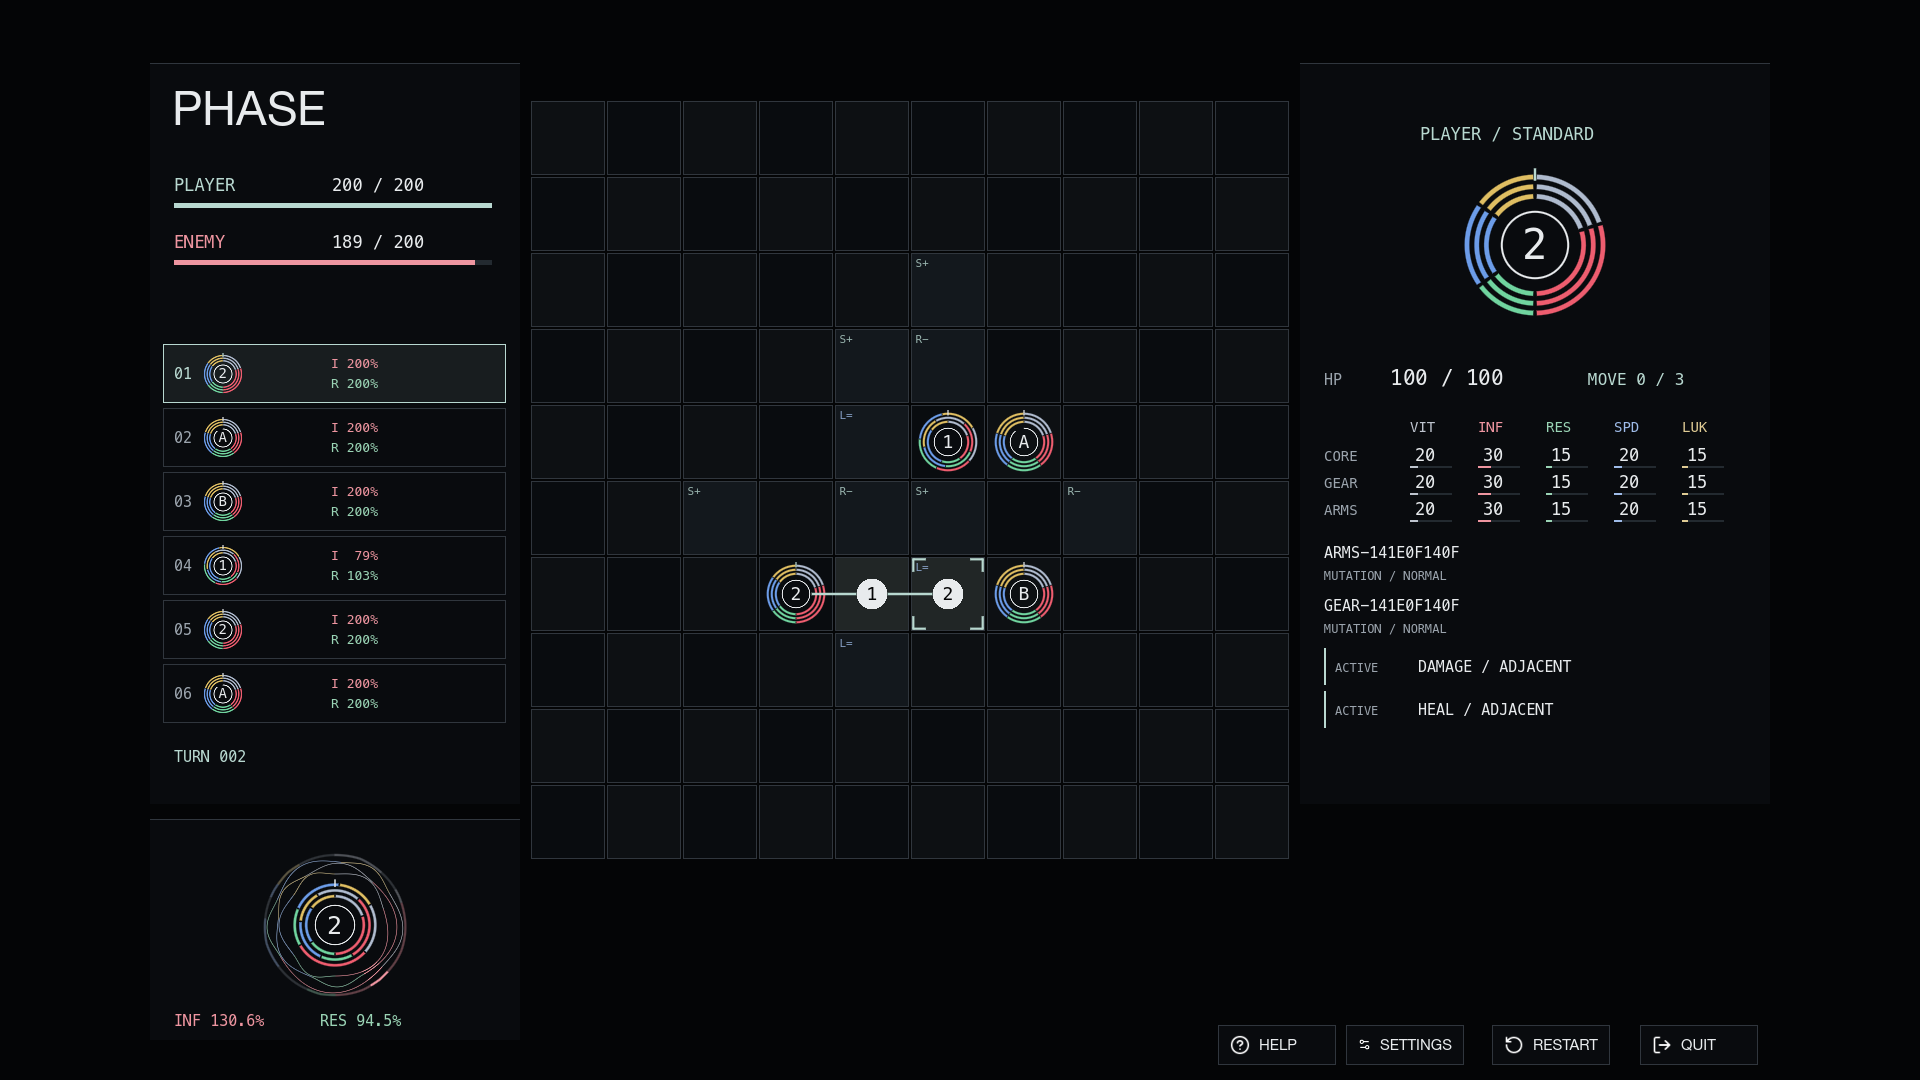 PHASE
PLAYER 200 / 200
ENEMY 189 / 200
01 2 I 200%
R 200%
02 A I 200%
R 200%
03 B I 200%
R 200%
04 1 I 79%
R 103%
05 2 I 200%
R 200%
06 A I 200%
R 200%
TURN 002
2
INF 130.6% RES 94.5%
S+
S+ R−
L= 1 A
S+ R− S+ R−
L=
2 1 2 B
L=
PLAYER / STANDARD
2
HP 100 / 100 MOVE 0 / 3
VIT INF RES SPD LUK
CORE 20 30 15 20 15
GEAR 20 30 15 20 15
ARMS 20 30 15 20 15
ARMS−141E0F140F
MUTATION / NORMAL
GEAR−141E0F140F
MUTATION / NORMAL
ACTIVE DAMAGE / ADJACENT
ACTIVE HEAL / ADJACENT
HELP SETTINGS RESTART QUIT